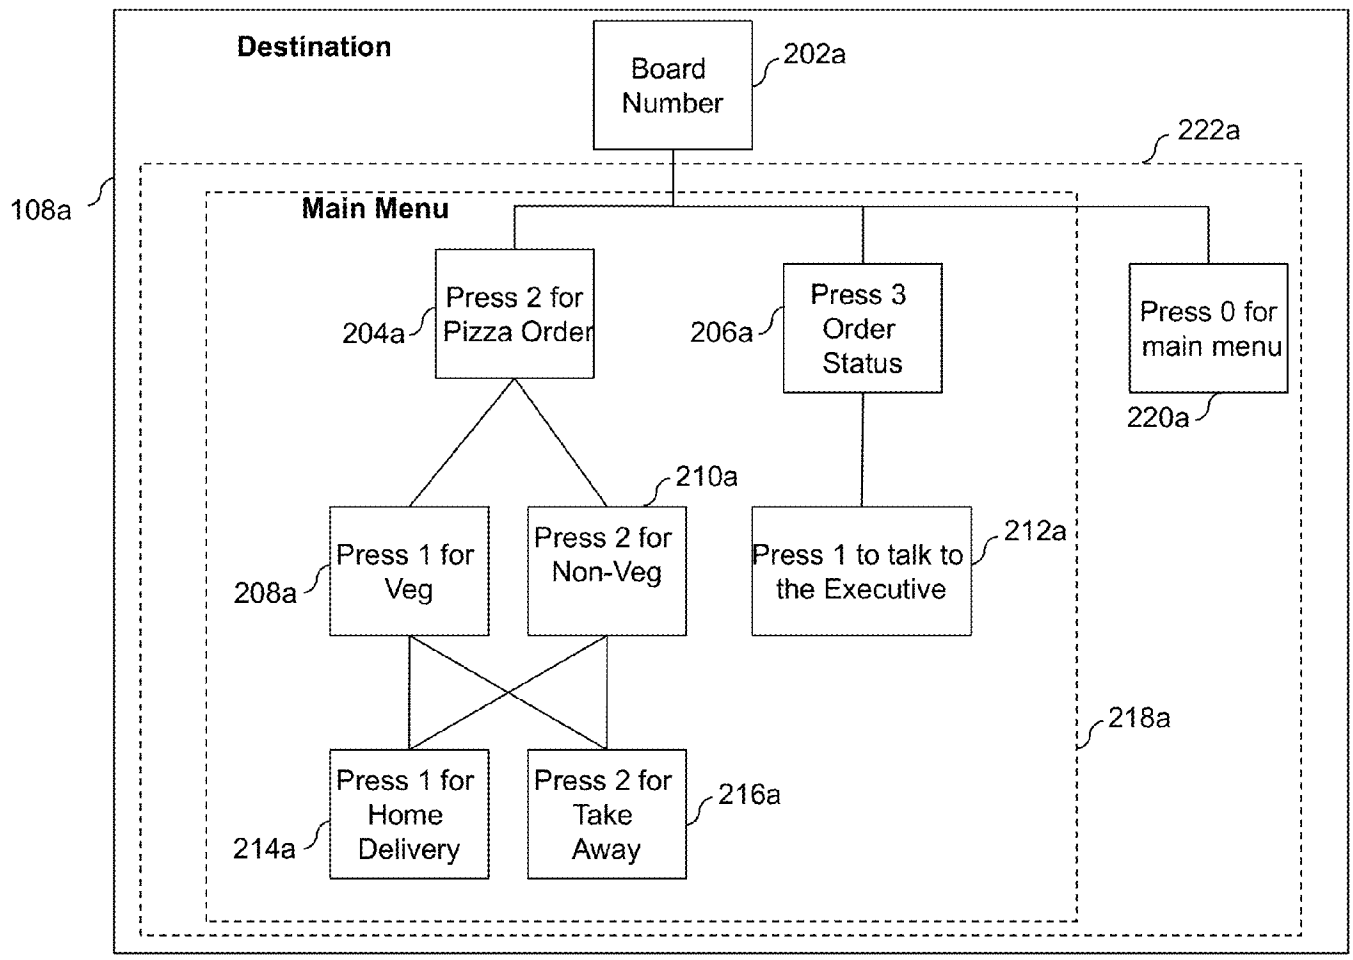 Destination
Board
Number
202a
222a
108a
Main Menu
Press 2 for
Pizza Order
204a
Press 3
Order
Status
206a
Press 0 for
main menu
220a
210a
Press 1 for
Veg
208a
Press 2 for
Non-Veg
Press 1 to talk to
the Executive
212a
218a
Press 1 for
Home
Delivery
214a
Press 2 for
Take
Away
216a